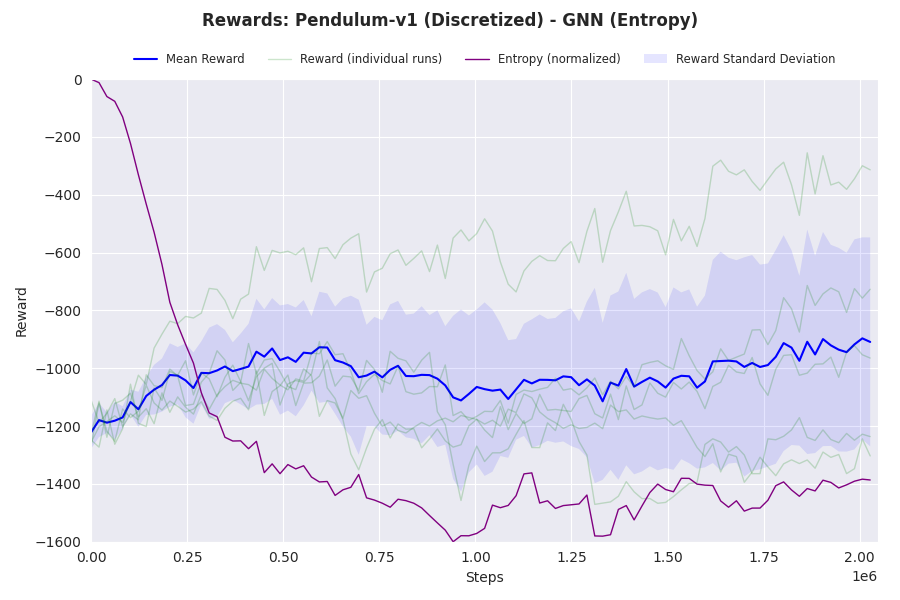 Rewards: Pendulum-v1 (Discretized) - GNN (Entropy)
Mean Reward
Reward (individual runs)
Entropy (normalized)
Reward Standard Deviation
Reward
0
−200
−400
−600
−800
−1000
−1200
−1400
−1600
0.00
0.25
0.50
0.75
1.00
1.25
1.50
1.75
2.00
1e6
Steps